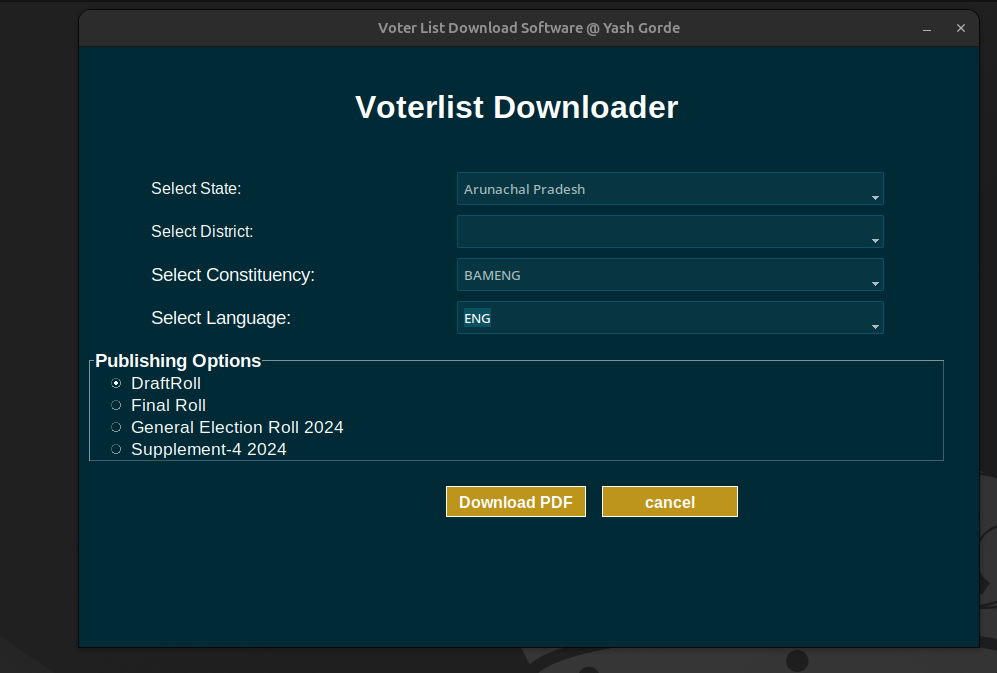 Voter List Download Software @ Yash Gorde
Voterlist Downloader
Select State: Arunachal Pradesh
Select District:
Select Constituency: BAMENG
Select Language: ENG
Publishing Options
DraftRoll
Final Roll
General Election Roll 2024
Supplement-4 2024
Download PDF cancel